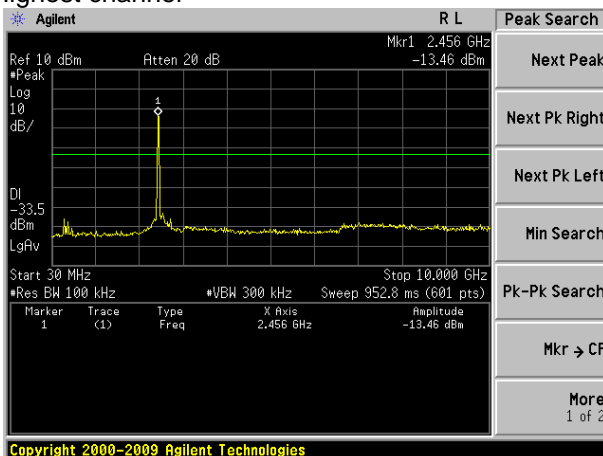 highest channel
Agilent R L
Peak Search
Mkr1 2.456 GHz
Ref 10 dBm Atten 20 dB -13.46 dBm
#Peak
Log
10
dB/
1
DI
-33.5
dBm
LgAv
Start 30 MHz Stop 10.000 GHz
#Res BW 100 kHz #VBW 300 kHz Sweep 952.8 ms (601 pts)
Marker Trace Type X Axis Amplitude
1 (1) Freq 2.456 GHz -13.46 dBm
Next Peak
Next Pk Right
Next Pk Left
Min Search
Pk-Pk Search
Mkr → CF
More
1 of 2
Copyright 2000-2009 Agilent Technologies